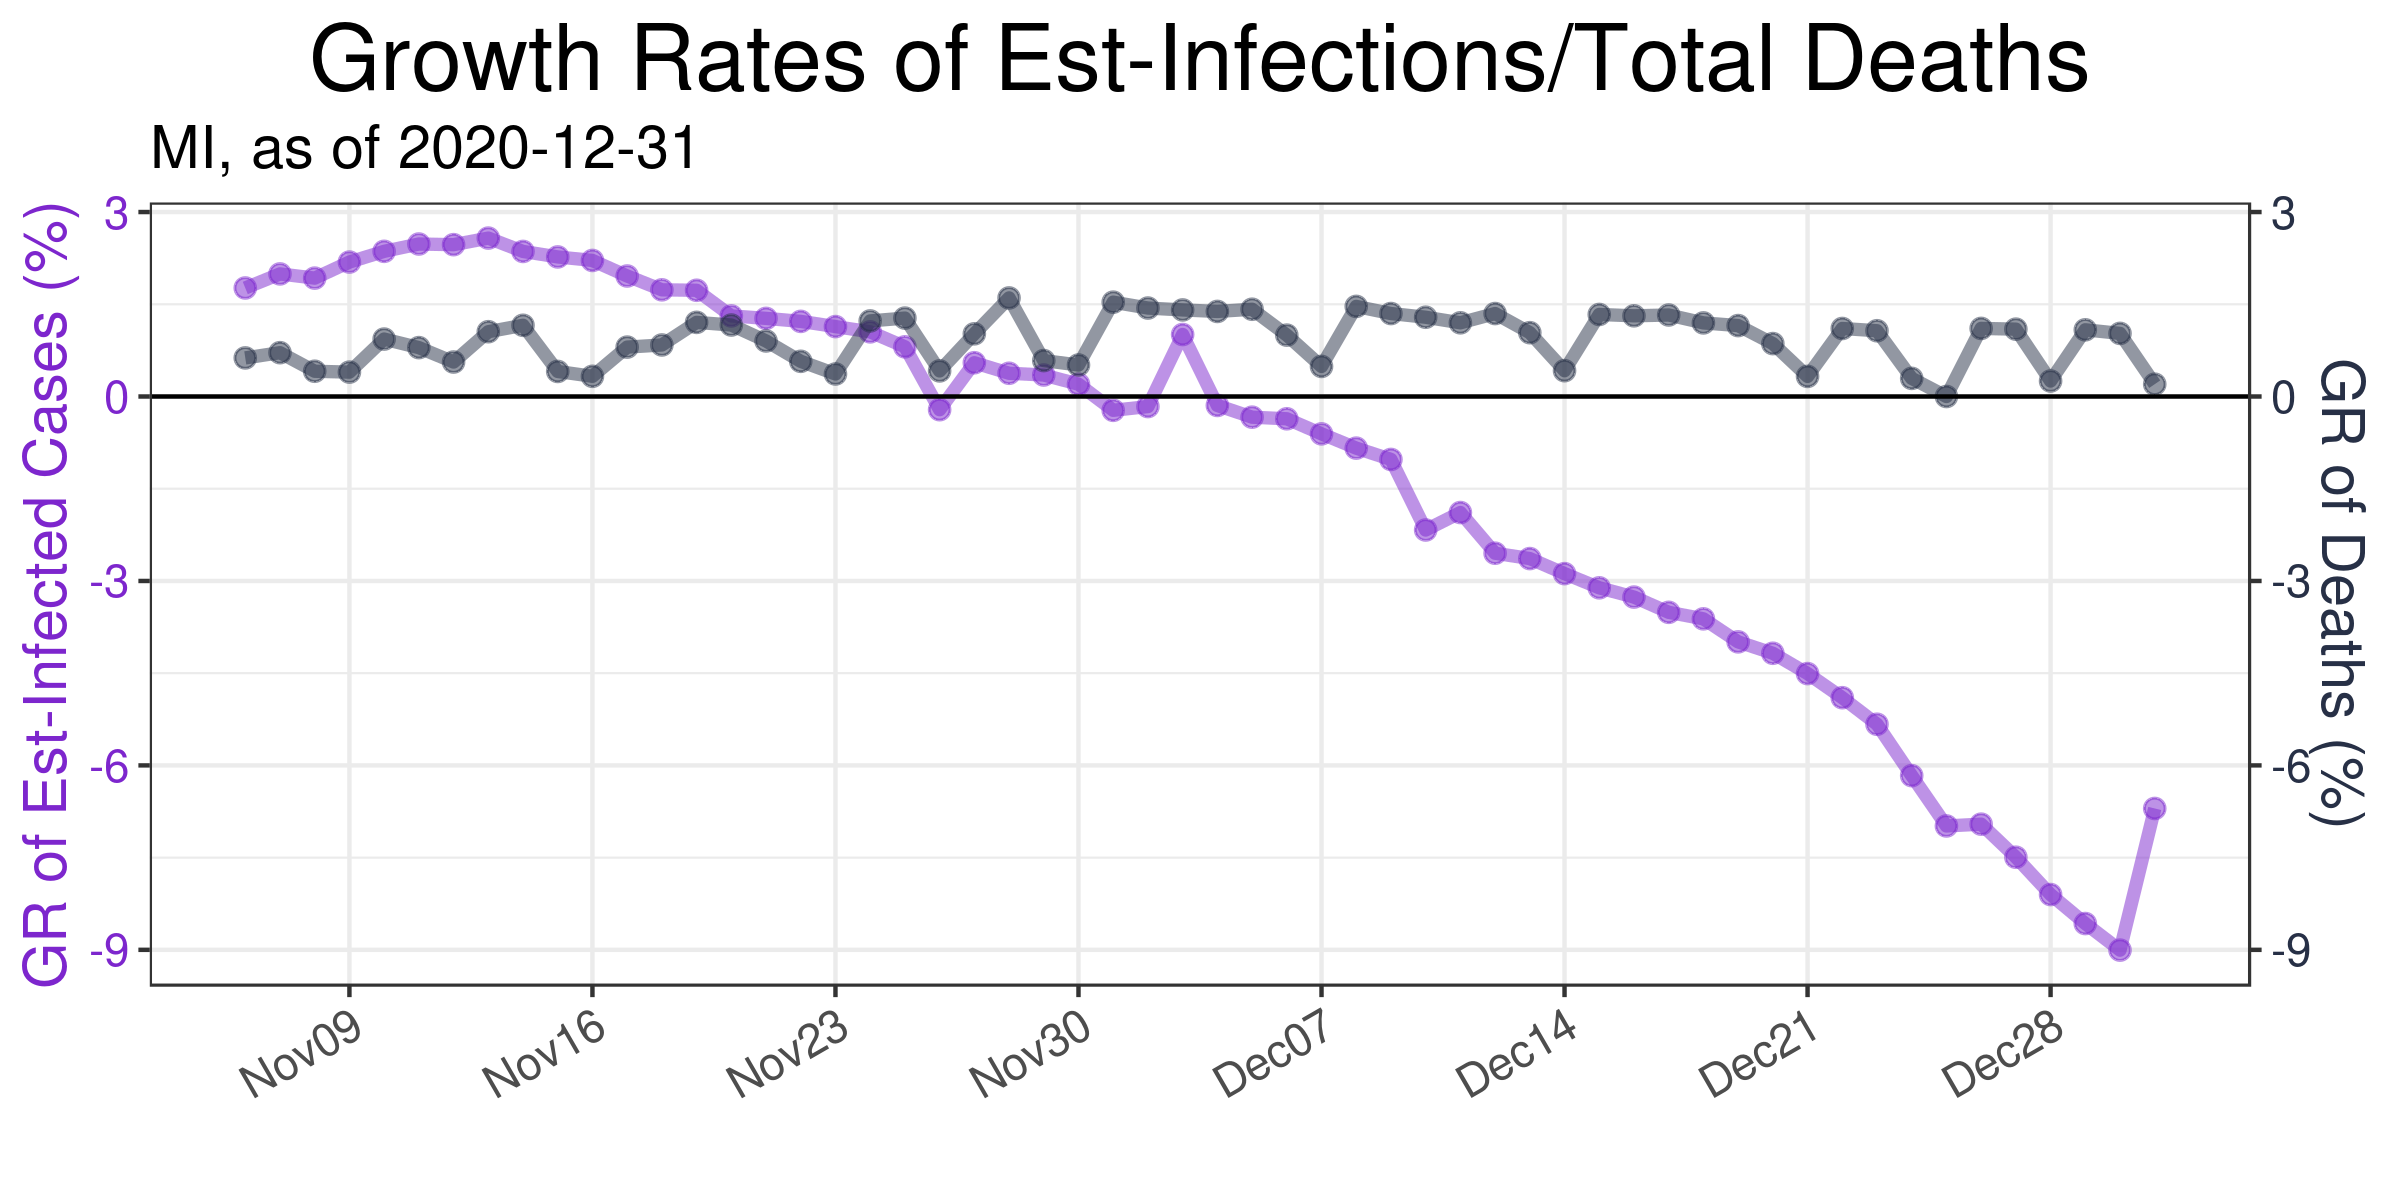 Growth Rates of Est-Infections/Total Deaths
MI, as of 2020-12-31
GR of Est-Infected Cases (%)
3
0
-3
-6
-9
3
0
-3
-6
-9
GR of Deaths (%)
Nov09
Nov16
Nov23
Nov30
Dec07
Dec14
Dec21
Dec28